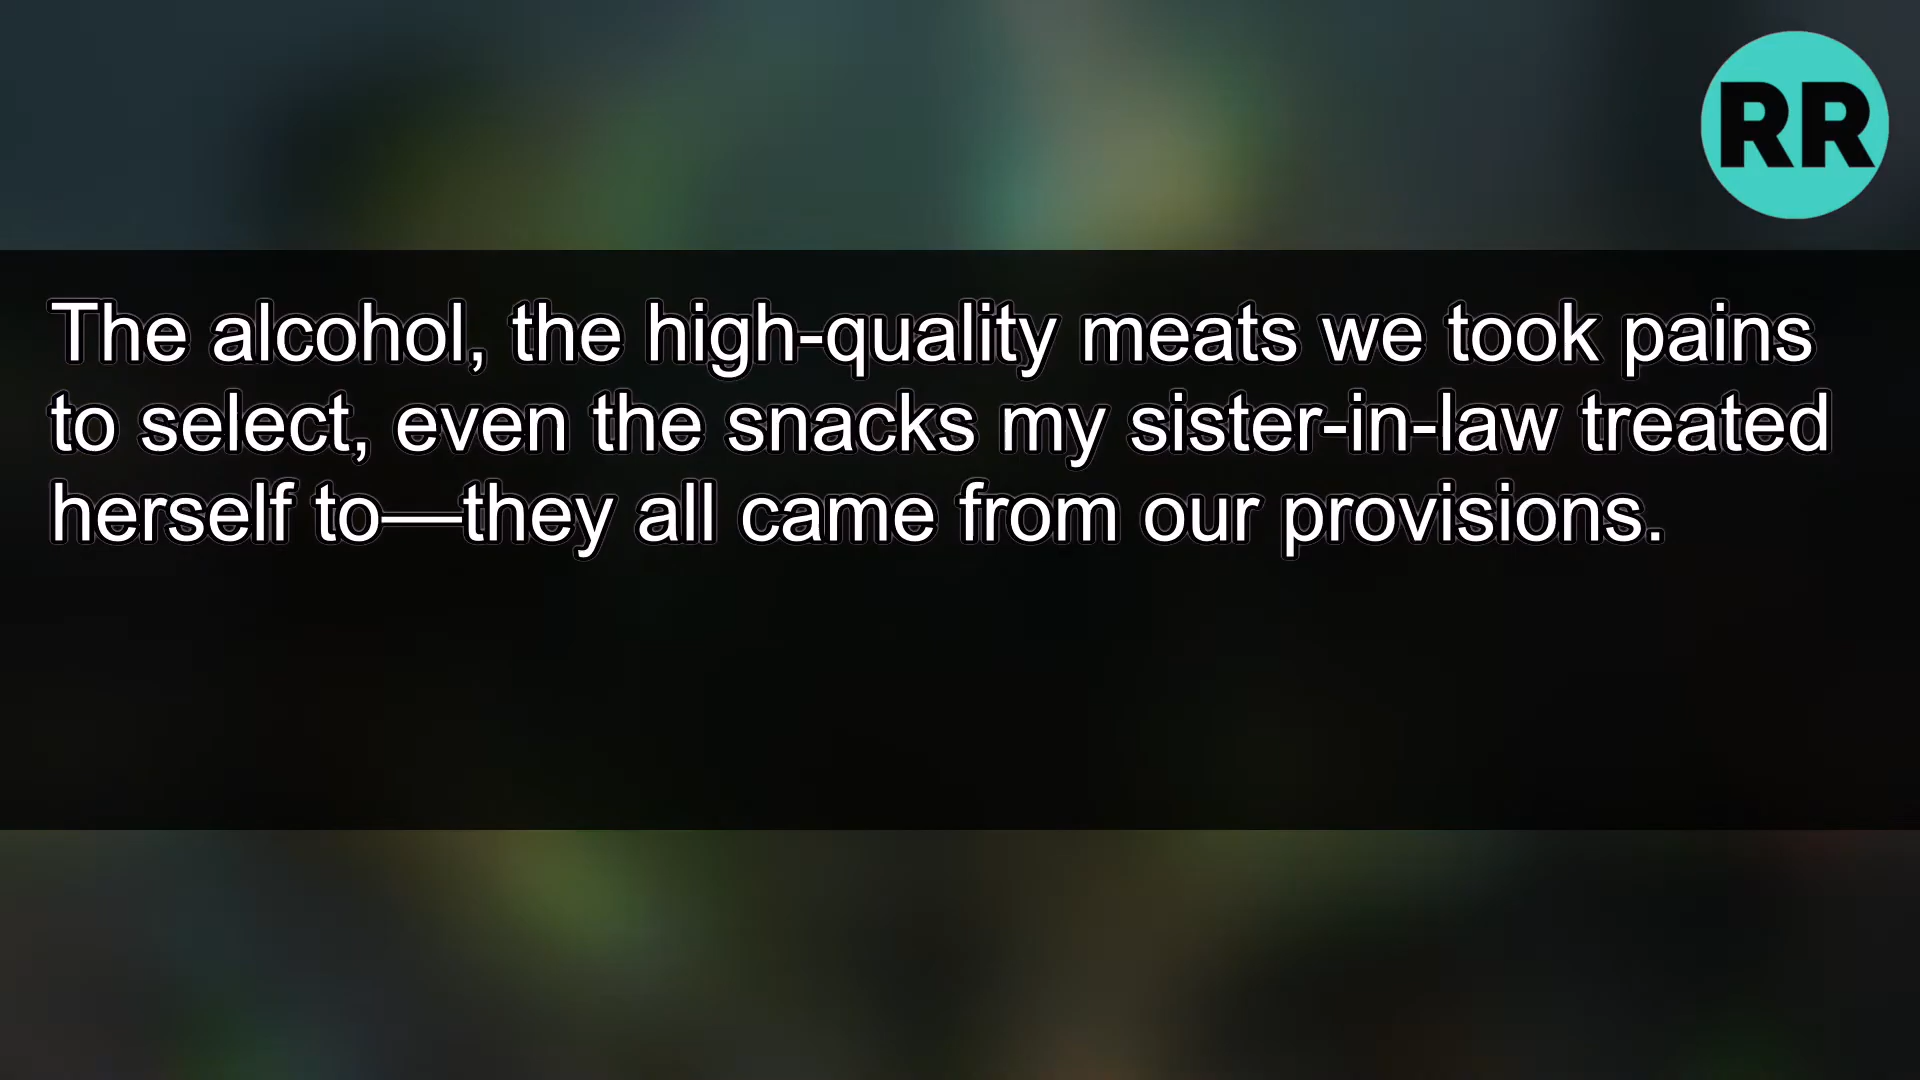 RR
The alcohol, the high-quality meats we took pains
to select, even the snacks my sister-in-law treated
herself to—they all came from our provisions.